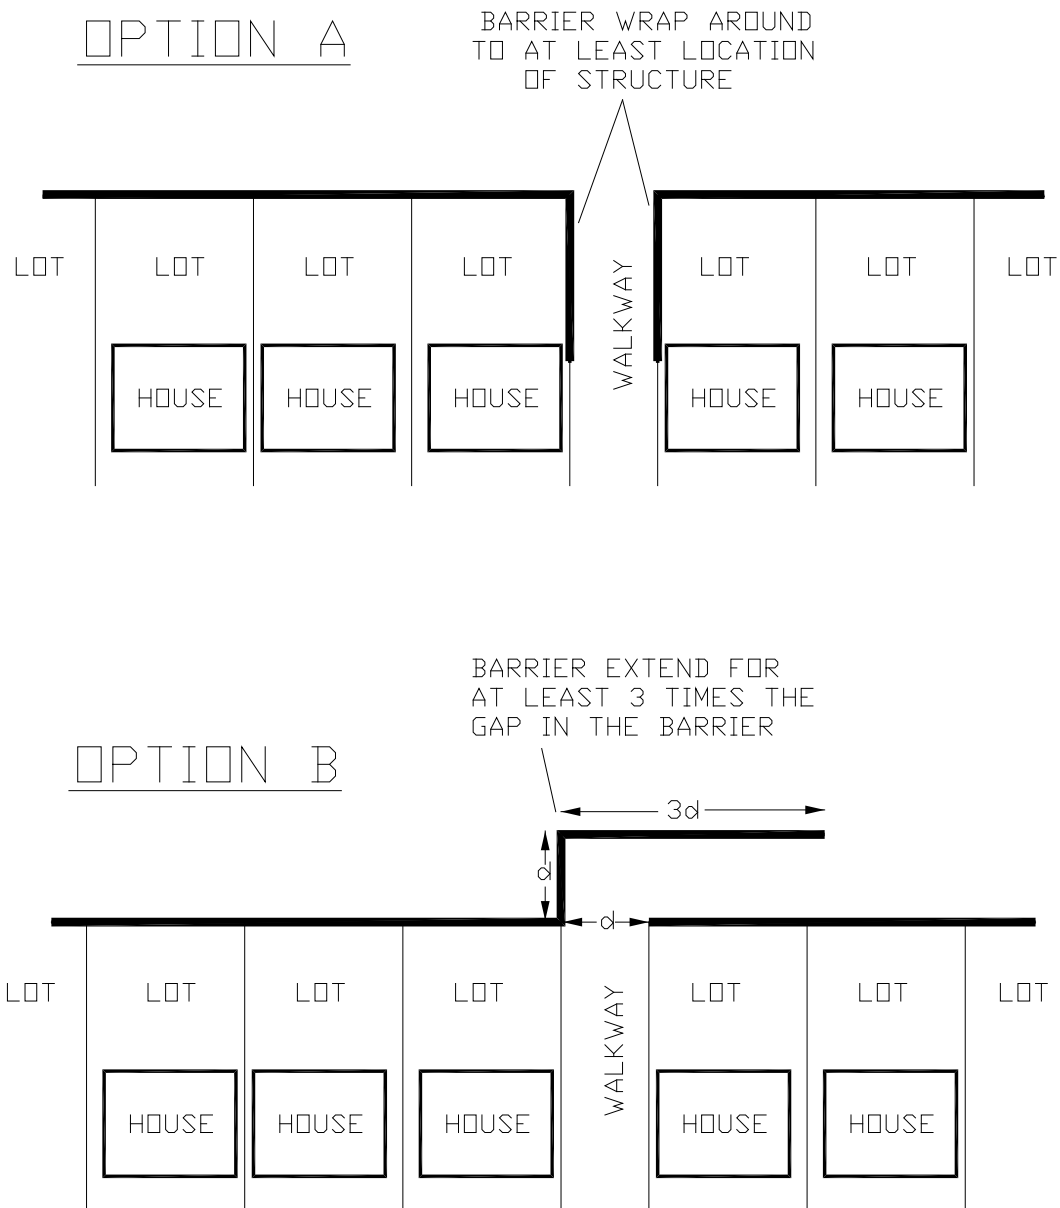 OPTION A
BARRIER WRAP AROUND
TO AT LEAST LOCATION
OF STRUCTURE
LOT LOT LOT LOT LOT LOT LOT
WALKWAY
HOUSE HOUSE HOUSE HOUSE HOUSE
BARRIER EXTEND FOR
AT LEAST 3 TIMES THE
GAP IN THE BARRIER
OPTION B
3d
d
d
LOT LOT LOT LOT LOT LOT LOT
WALKWAY
HOUSE HOUSE HOUSE HOUSE HOUSE